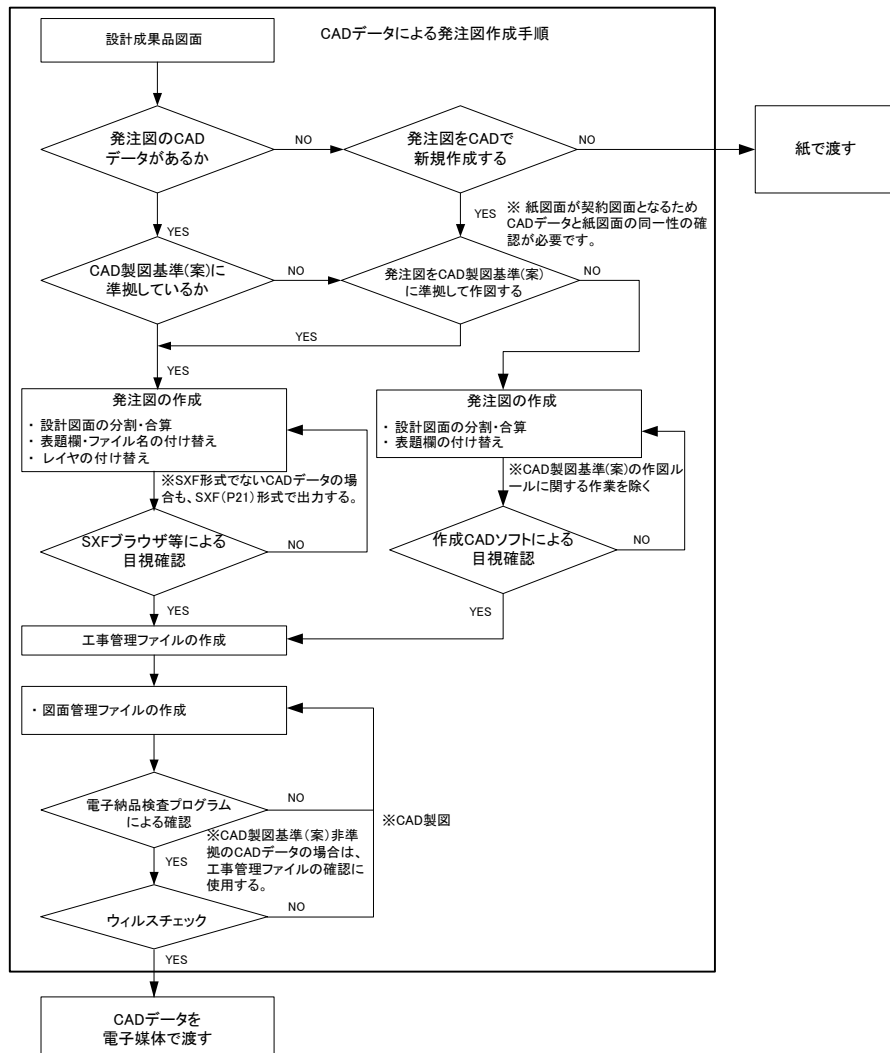 CADデータによる発注図作成手順
設計成果品図面
発注図のCAD
データがあるか
NO
発注図をCADで
新規作成する
NO
紙で渡す
YES
YES
※ 紙図面が契約図面となるため
CADデータと紙図面の同一性の確
認が必要です。
CAD製図基準(案)に
準拠しているか
NO
発注図をCAD製図基準(案)
に準拠して作図する
NO
YES
YES
発注図の作成
・ 設計図面の分割・合算
・ 表題欄・ファイル名の付け替え
・ レイヤの付け替え
発注図の作成
・ 設計図面の分割・合算
・ 表題欄の付け替え
※SXF形式でないCADデータの場
合も、SXF(P21)形式で出力する。
※CAD製図基準(案)の作図ル
ールに関する作業を除く
SXFブラウザ等による
目視確認
NO
作成CADソフトによる
目視確認
NO
YES
YES
工事管理ファイルの作成
・ 図面管理ファイルの作成
電子納品検査プログラム
による確認
NO
※CAD製図
※CAD製図基準(案)非準
拠のCADデータの場合は、
工事管理ファイルの確認に
使用する。
YES
ウィルスチェック
NO
YES
CADデータを
電子媒体で渡す